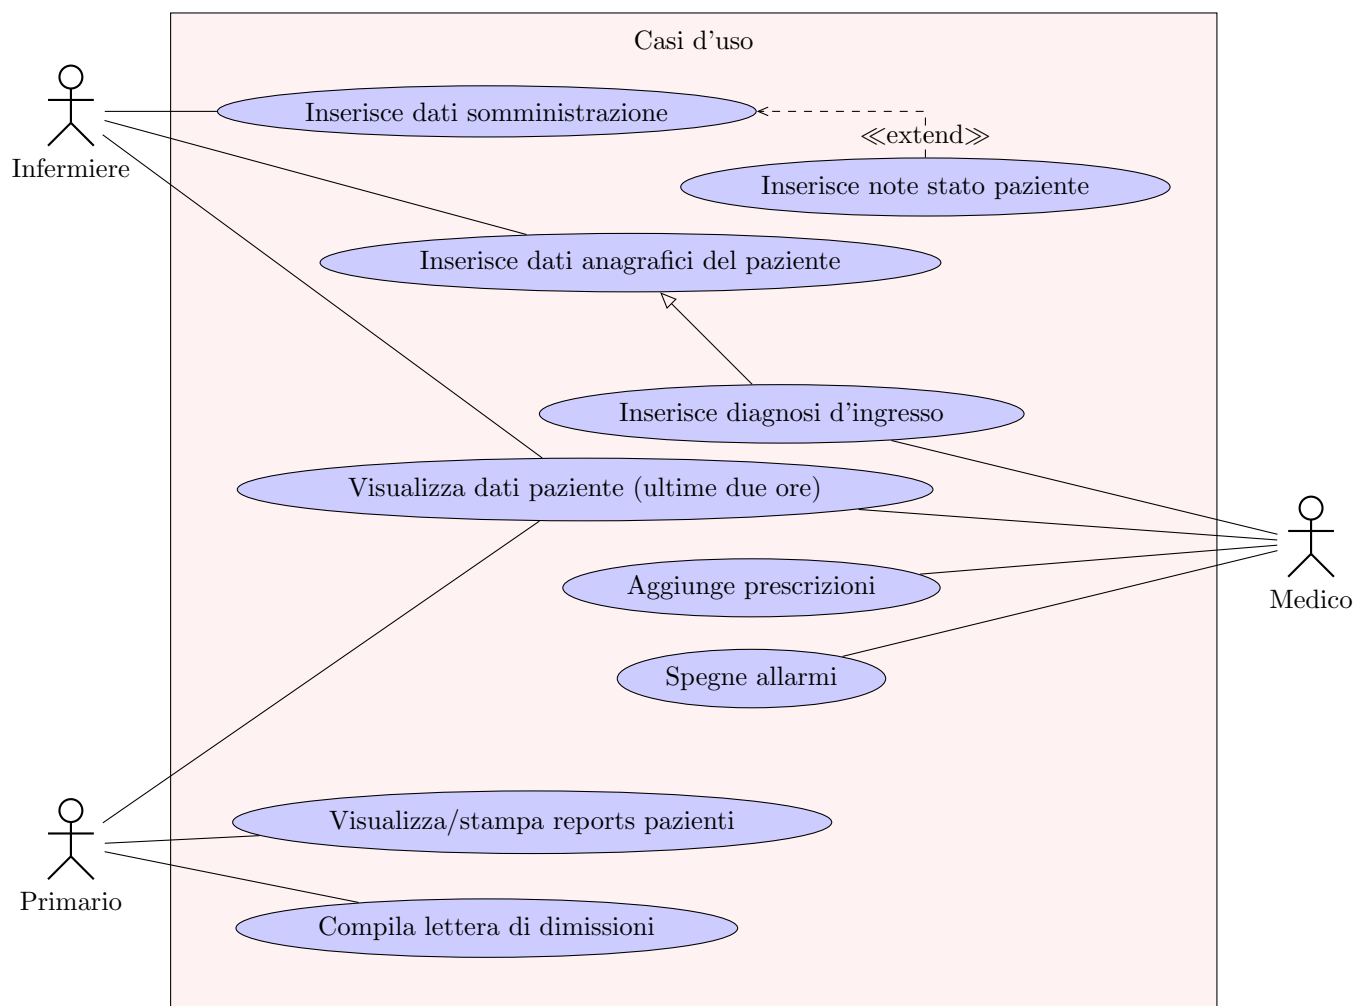 Casi d'uso
Inserisce dati somministrazione
≪extend≫
Infermiere
Inserisce note stato paziente
Inserisce dati anagrafici del paziente
Inserisce diagnosi d'ingresso
Visualizza dati paziente (ultime due ore)
Aggiunge prescrizioni
Medico
Spegne allarmi
Visualizza/stampa reports pazienti
Primario
Compila lettera di dimissioni